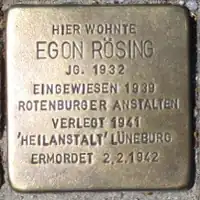 HIER WOHNTE
EGON RÖSING
JG. 1932
EINGEWIESEN 1939
ROTENBURGER ANSTALTEN
VERLEGT 1941
'HEILANSTALT' LÜNEBURG
ERMORDET 2.2.1942